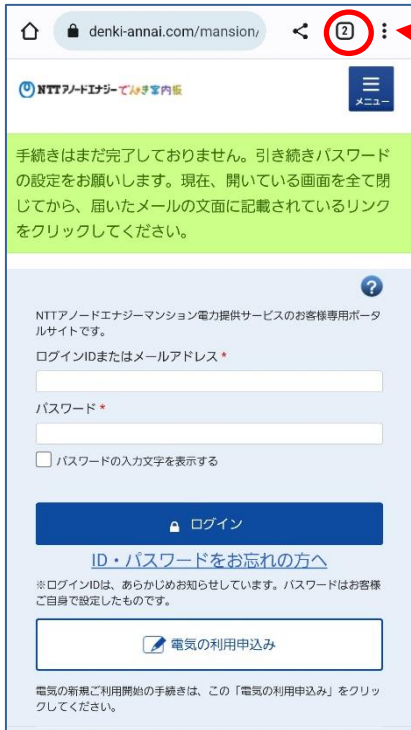 denki-annai.com/mansion/
2
NTTアノードエナジーでんき案内板
メニュー
手続きはまだ完了しておりません。引き続きパスワード
の設定をお願いします。現在、開いている画面を全て閉
じてから、届いたメールの文面に記載されているリンク
をクリックしてください。
?
NTTアノードエナジーマンション電力提供サービスのお客様専用ポータ
ルサイトです。
ログインIDまたはメールアドレス*
パスワード*
パスワードの入力文字を表示する
ログイン
ID・パスワードをお忘れの方へ
※ログインIDは、あらかじめお知らせしています。パスワードはお客様
ご自身で設定したものです。
電気の利用申込み
電気の新規ご利用開始の手続きは、この「電気の利用申込み」をクリッ
クしてください。